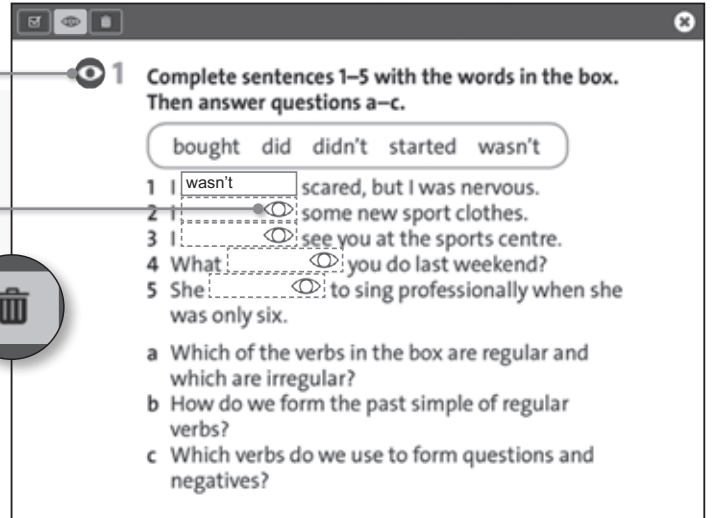 1 Complete sentences 1–5 with the words in the box.
Then answer questions a–c.
bought did didn't started wasn't
1 I wasn't scared, but I was nervous.
2 I some new sport clothes.
3 I see you at the sports centre.
4 What you do last weekend?
5 She to sing professionally when she
was only six.
a Which of the verbs in the box are regular and
which are irregular?
b How do we form the past simple of regular
verbs?
c Which verbs do we use to form questions and
negatives?